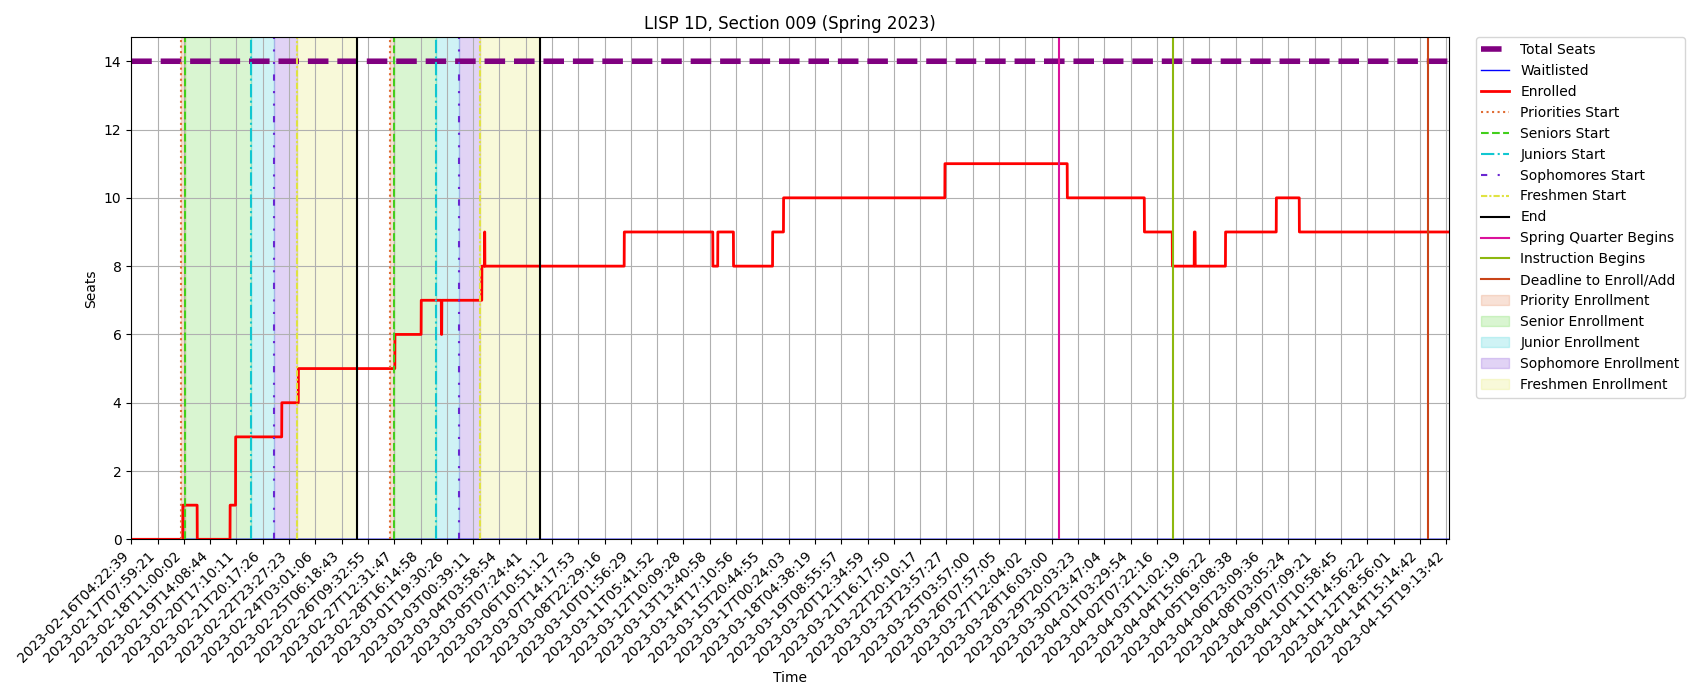 LISP 1D, Section 009 (Spring 2023)
14
12
10
8
6
4
2
0
Seats
2023-02-16T04:22:39
2023-02-17T07:59:21
2023-02-18T11:00:02
2023-02-19T14:08:44
2023-02-20T17:10:11
2023-02-21T20:17:26
2023-02-22T23:27:23
2023-02-24T03:01:06
2023-02-25T06:18:43
2023-02-26T09:32:55
2023-02-27T12:31:47
2023-02-28T16:14:58
2023-03-01T19:30:26
2023-03-03T00:39:11
2023-03-04T03:58:54
2023-03-05T07:24:41
2023-03-06T10:51:12
2023-03-07T14:17:53
2023-03-08T22:29:16
2023-03-10T01:56:29
2023-03-11T05:41:52
2023-03-12T10:09:28
2023-03-13T13:40:58
2023-03-14T17:10:56
2023-03-15T20:44:55
2023-03-17T00:24:03
2023-03-18T04:38:19
2023-03-19T08:55:57
2023-03-20T12:34:59
2023-03-21T16:17:50
2023-03-22T20:10:17
2023-03-23T23:57:27
2023-03-25T03:57:00
2023-03-26T07:57:05
2023-03-27T12:04:02
2023-03-28T16:03:00
2023-03-29T20:03:23
2023-03-30T23:47:04
2023-04-01T03:29:54
2023-04-02T07:22:16
2023-04-03T11:02:19
2023-04-04T15:06:22
2023-04-05T19:08:38
2023-04-06T23:09:36
2023-04-08T03:05:24
2023-04-09T07:09:21
2023-04-10T10:58:45
2023-04-11T14:56:22
2023-04-12T18:56:01
2023-04-14T15:14:42
2023-04-15T19:13:42
Time
Total Seats
Waitlisted
Enrolled
Priorities Start
Seniors Start
Juniors Start
Sophomores Start
Freshmen Start
End
Spring Quarter Begins
Instruction Begins
Deadline to Enroll/Add
Priority Enrollment
Senior Enrollment
Junior Enrollment
Sophomore Enrollment
Freshmen Enrollment